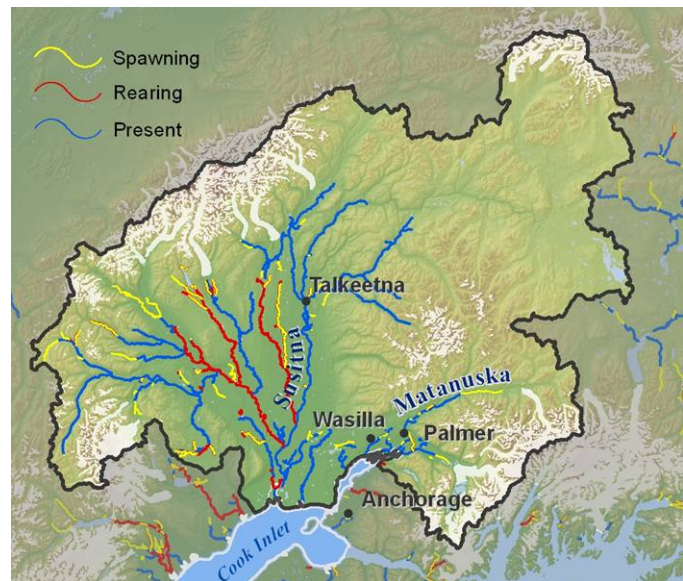 Spawning
Rearing
Present
Talkeetna
Susitna
Matanuska
Wasilla
Palmer
Anchorage
Cook Inlet